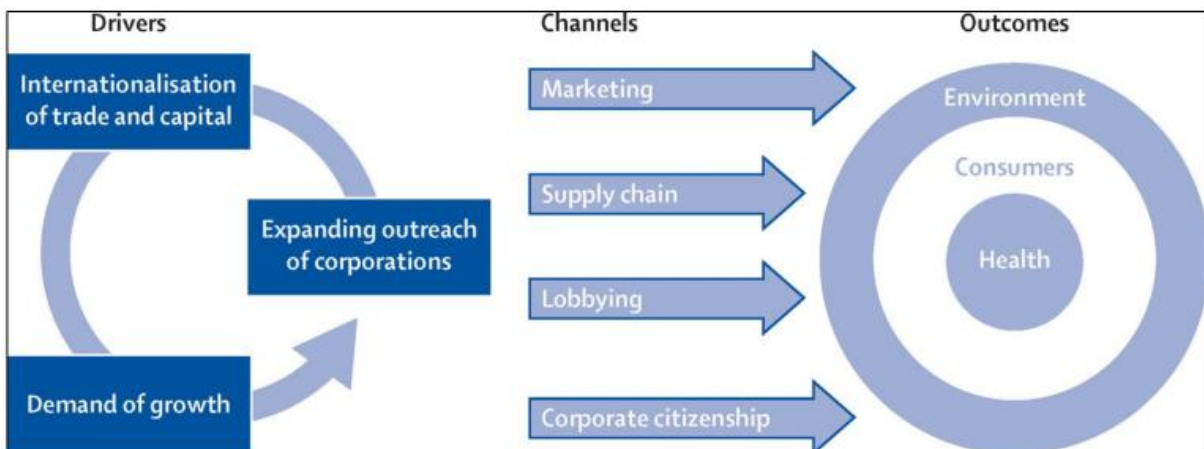 Drivers
Channels
Outcomes
Internationalisation
of trade and capital
Expanding outreach
of corporations
Demand of growth
Marketing
Supply chain
Lobbying
Corporate citizenship
Environment
Consumers
Health